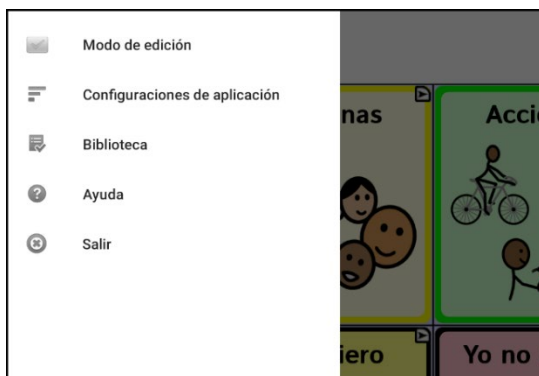 Modo de edición
Configuraciones de aplicación
Biblioteca
Ayuda
Salir
nas
Acci
iero
Yo no